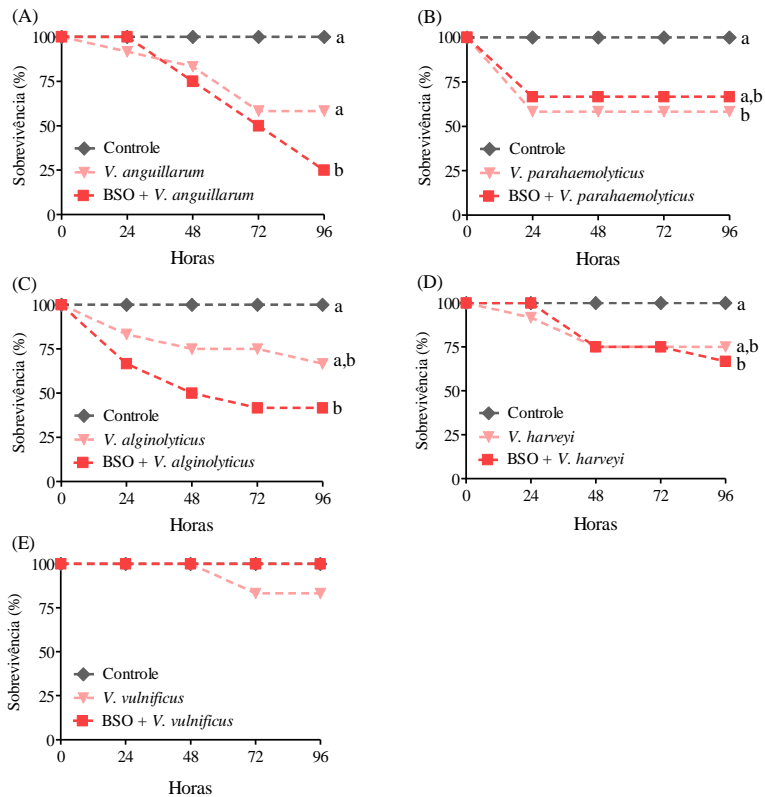 (A)
Sobrevivência (%)
100
75
50
25
0
a
a
b
Controle
V. anguillarum
BSO + V. anguillarum
0 24 48 72 96
Horas
(B)
Sobrevivência (%)
100
75
50
25
0
a
a,b
b
Controle
V. parahaemolyticus
BSO + V. parahaemolyticus
0 24 48 72 96
Horas
(C)
Sobrevivência (%)
100
75
50
25
0
a
a,b
b
Controle
V. alginolyticus
BSO + V. alginolyticus
0 24 48 72 96
Horas
(D)
Sobrevivência (%)
100
75
50
25
0
a
a,b
b
Controle
V. harveyi
BSO + V. harveyi
0 24 48 72 96
Horas
(E)
Sobrevivência (%)
100
75
50
25
0
Controle
V. vulnificus
BSO + V. vulnificus
0 24 48 72 96
Horas